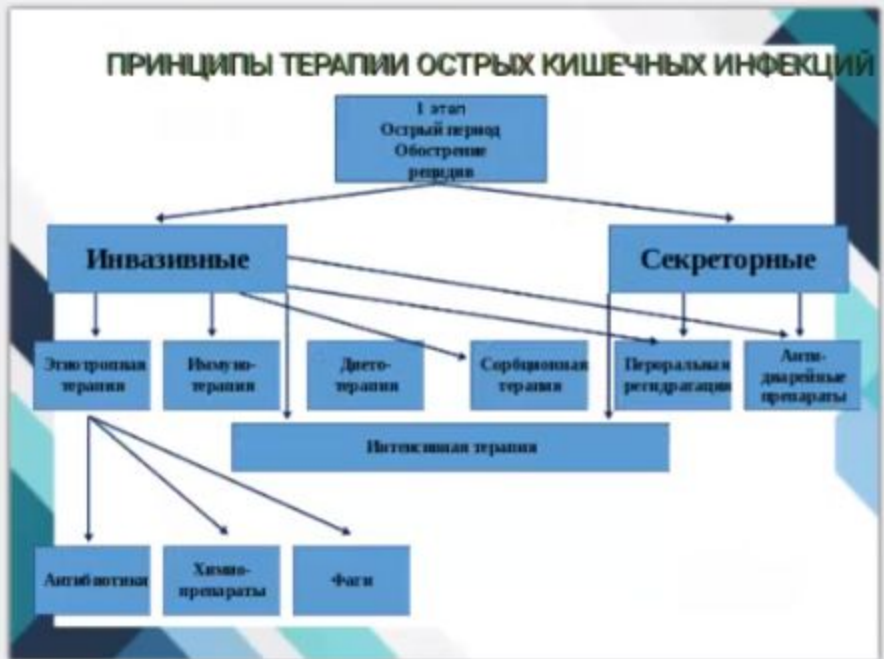 ПРИНЦИПЫ ТЕРАПИИ ОСТРЫХ КИШЕЧНЫХ ИНФЕКЦИЙ
1 этап
Острый период
Обострение
рецидив
Инвазивные
Секреторные
Этиотропная
терапия
Иммуно-
терапия
Дието-
терапия
Сорбционная
терапия
Пероральная
регидратация
Анти-
диарейные
препараты
Интенсивная терапия
Антибиотики
Химио-
препараты
Фаги